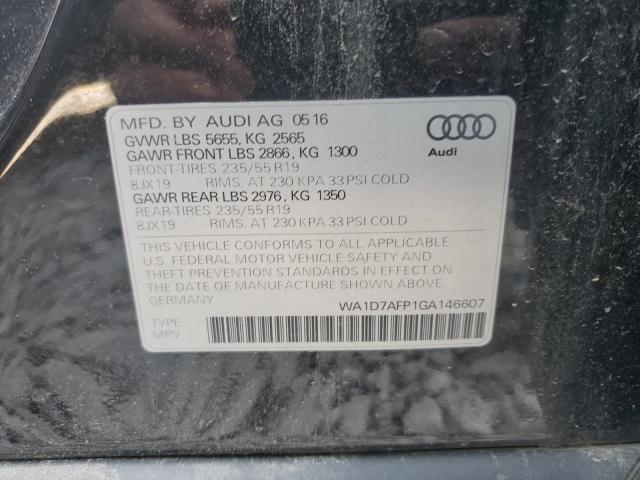 MFD. BY AUDI AG 05 16
GVWR LBS 5655, KG 2565
GAWR FRONT LBS 2866, KG 1300
FRONT-TIRES 235/55 R19
8JX19 RIMS, AT 230 KPA 33 PSI COLD
GAWR REAR LBS 2976, KG 1350
REAR-TIRES 235/55 R19
8JX19 RIMS, AT 230 KPA 33 PSI COLD
THIS VEHICLE CONFORMS TO ALL APPLICABLE
U.S. FEDERAL MOTOR VEHICLE SAFETY AND
THEFT PREVENTION STANDARDS IN EFFECT ON
THE DATE OF MANUFACTURE SHOWN ABOVE.
WA1D7AFP1GA146607
TYPE
MPV
Audi